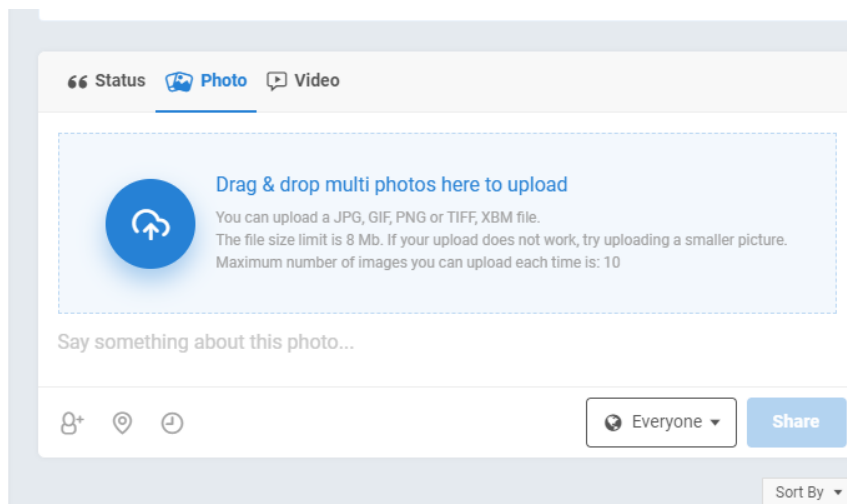 Status Photo Video
Drag & drop multi photos here to upload
You can upload a JPG, GIF, PNG or TIFF, XBM file.
The file size limit is 8 Mb. If your upload does not work, try uploading a smaller picture.
Maximum number of images you can upload each time is: 10
Say something about this photo...
Everyone Share
Sort By